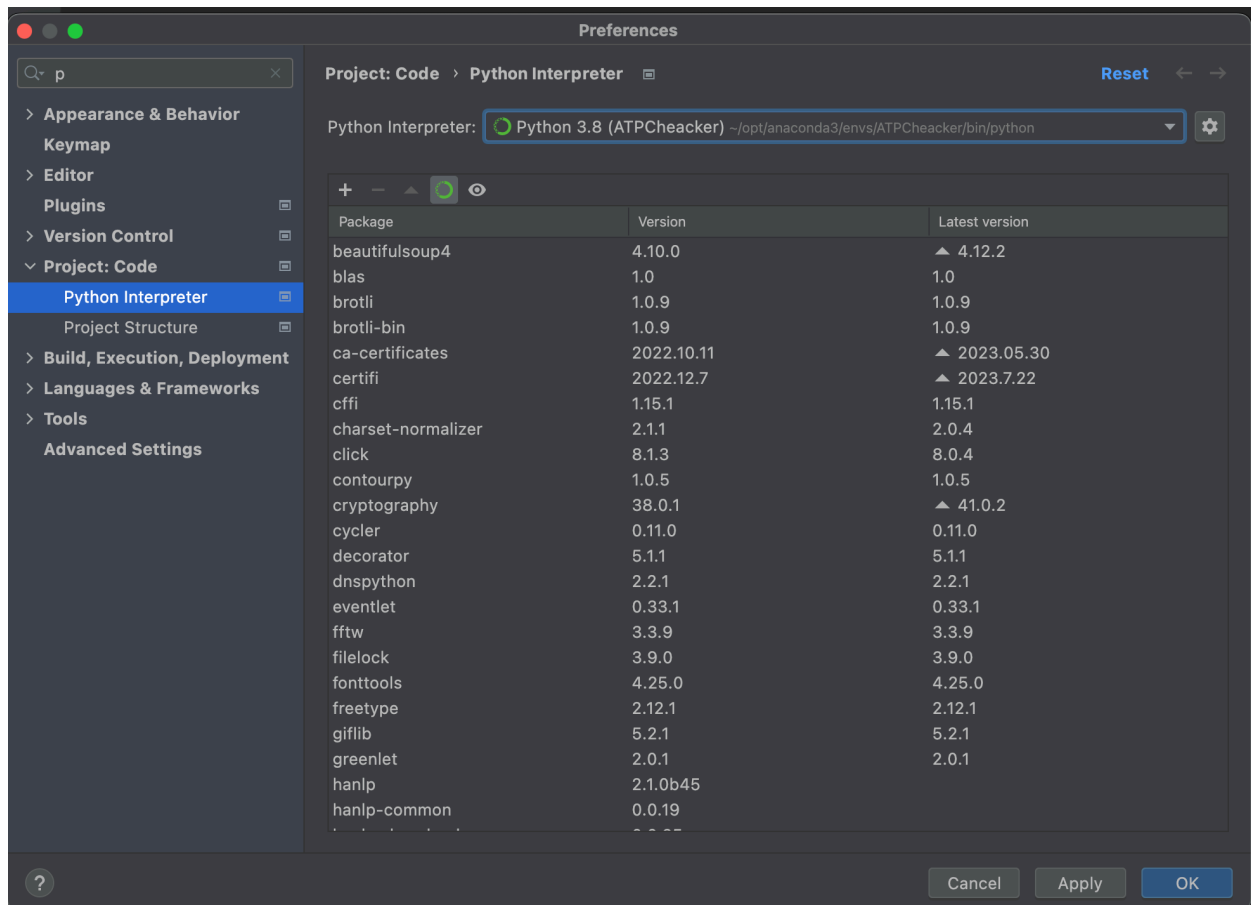 Preferences
p
Appearance & Behavior
Keymap
Editor
Plugins
Version Control
Project: Code
Python Interpreter
Project Structure
Build, Execution, Deployment
Languages & Frameworks
Tools
Advanced Settings
Project: Code › Python Interpreter
Reset
Python Interpreter: Python 3.8 (ATPCheacker) ~/opt/anaconda3/envs/ATPCheacker/bin/python
Package Version Latest version
beautifulsoup4 4.10.0 4.12.2
blas 1.0 1.0
brotli 1.0.9 1.0.9
brotli-bin 1.0.9 1.0.9
ca-certificates 2022.10.11 2023.05.30
certifi 2022.12.7 2023.7.22
cffi 1.15.1 1.15.1
charset-normalizer 2.1.1 2.0.4
click 8.1.3 8.0.4
contourpy 1.0.5 1.0.5
cryptography 38.0.1 41.0.2
cycler 0.11.0 0.11.0
decorator 5.1.1 5.1.1
dnspython 2.2.1 2.2.1
eventlet 0.33.1 0.33.1
fftw 3.3.9 3.3.9
filelock 3.9.0 3.9.0
fonttools 4.25.0 4.25.0
freetype 2.12.1 2.12.1
giflib 5.2.1 5.2.1
greenlet 2.0.1 2.0.1
hanlp 2.1.0b45
hanlp-common 0.0.19
?
Cancel Apply OK